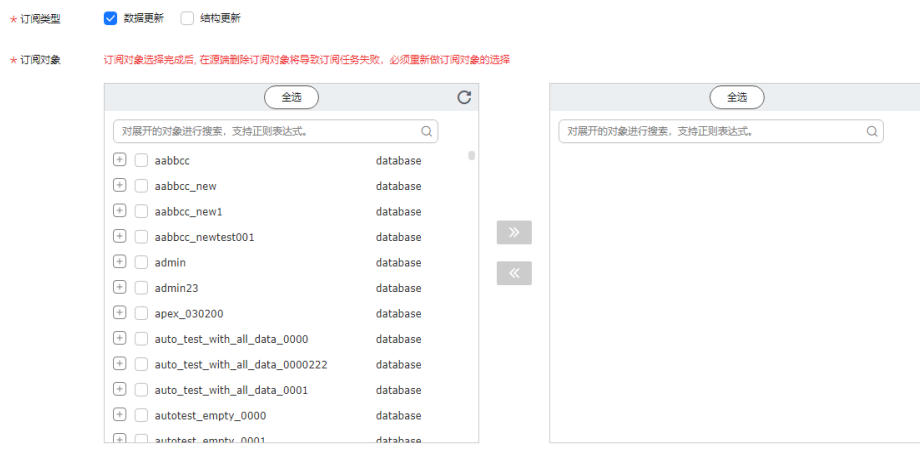 * 订阅类型 数据更新 结构更新
* 订阅对象 订阅对象选择完成后, 在源端删除订阅对象将导致订阅任务失败，必须重新做订阅对象的选择
全选 全选
对展开的对象进行搜索，支持正则表达式。 对展开的对象进行搜索，支持正则表达式。
aabbcc database
aabbcc_new database
aabbcc_new1 database
aabbcc_newtest001 database
admin database
admin23 database
apex_030200 database
auto_test_with_all_data_0000 database
auto_test_with_all_data_0000222 database
auto_test_with_all_data_0001 database
autotest_empty_0000 database
autotest_empty_0001 database